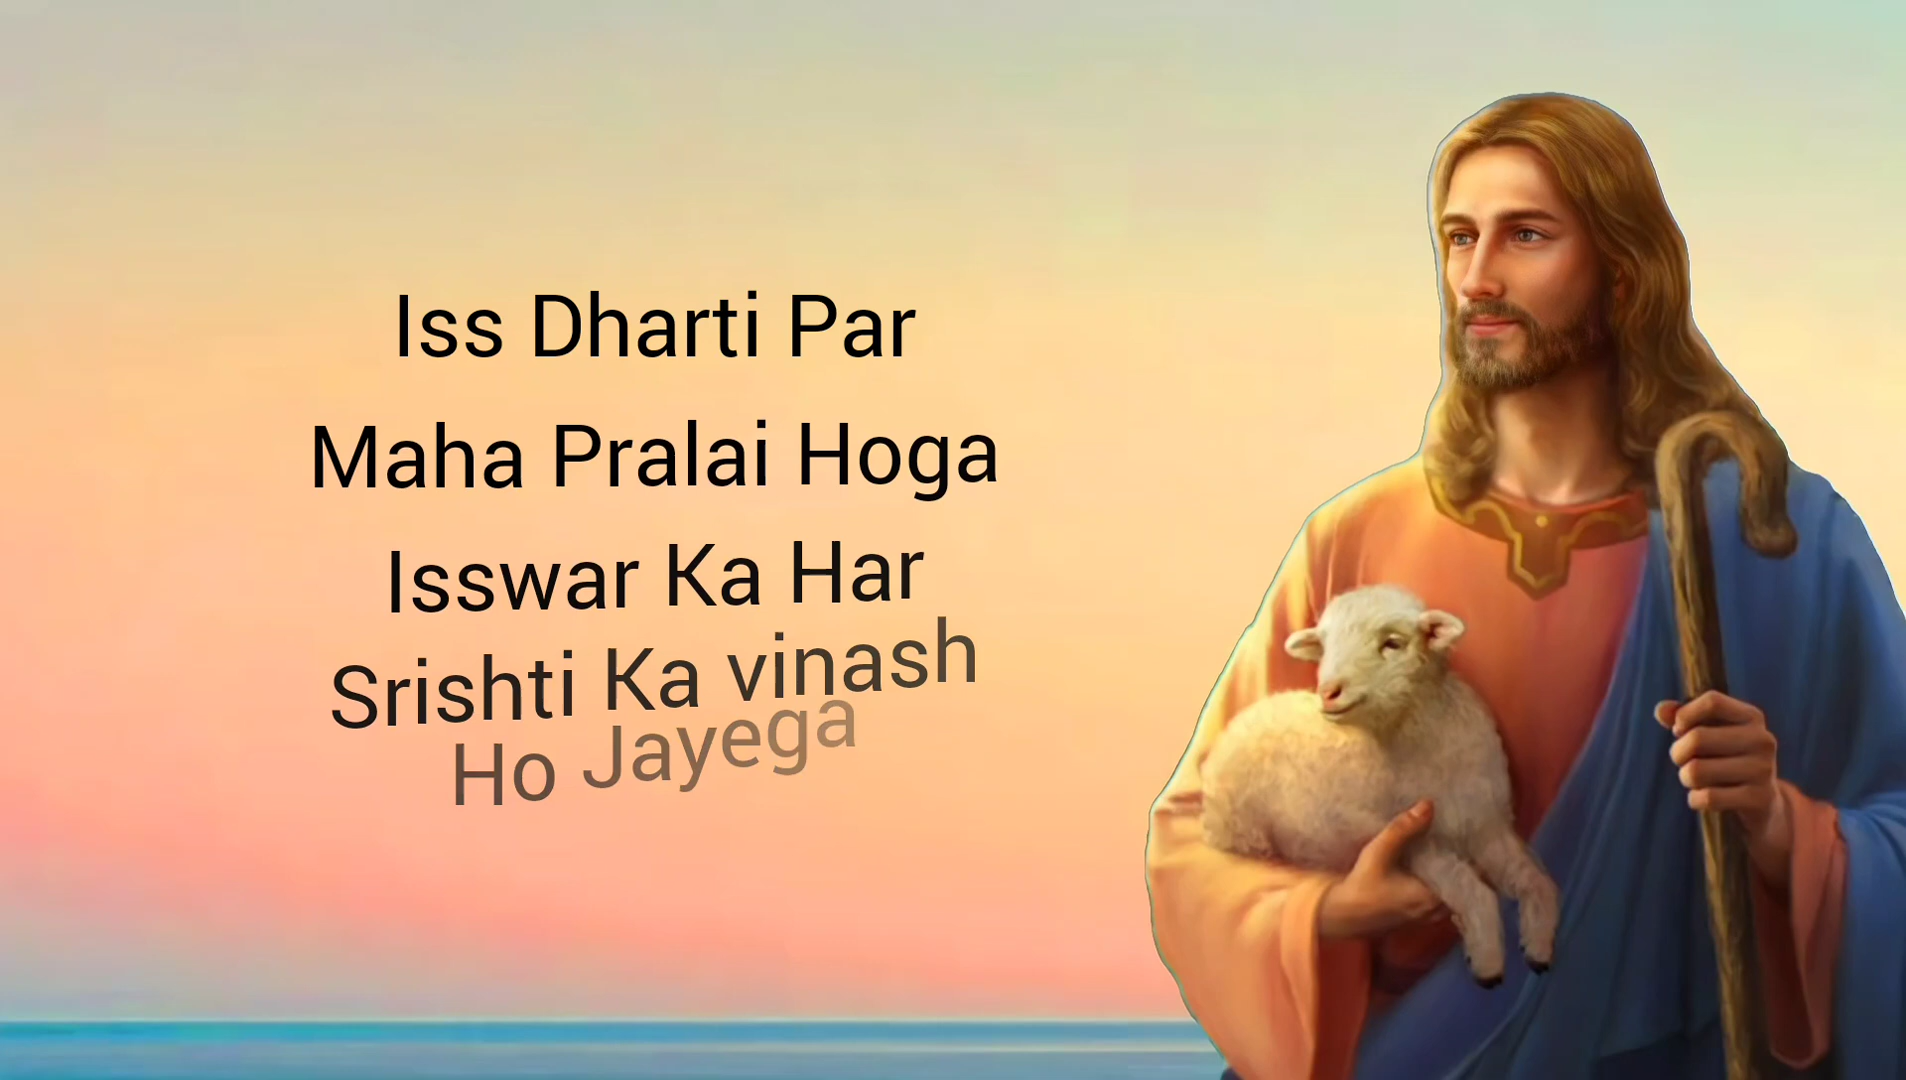 Iss Dharti Par
Maha Pralai Hoga
Isswar Ka Har
Srishti Ka vinash
Ho Jayega